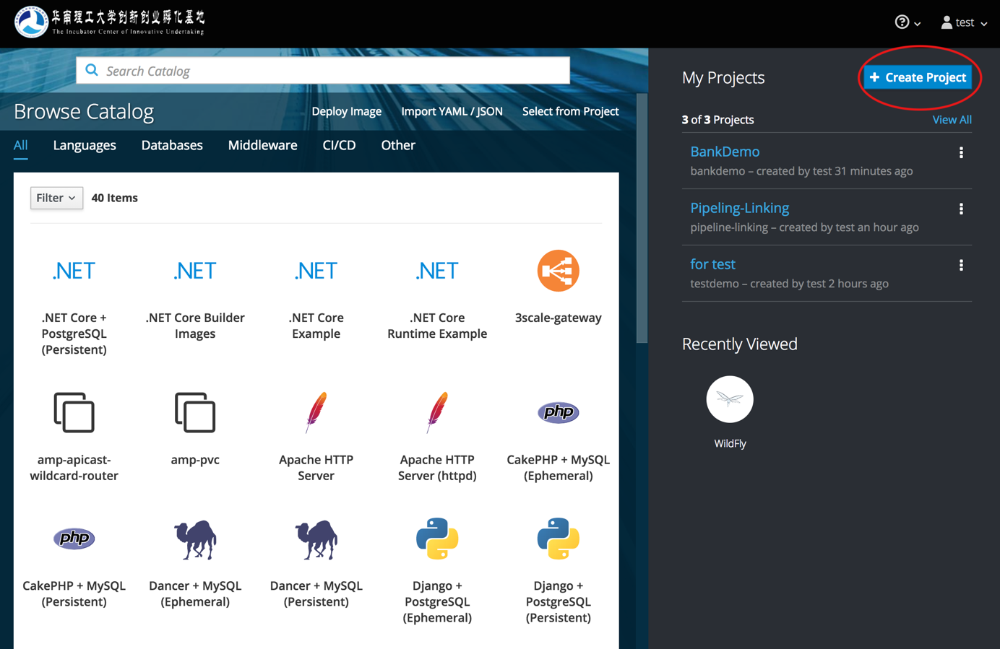 华南理工大学创新创业孵化基地
The Incubator Center of Innovative Undertaking
test
Search Catalog
Browse Catalog
Deploy Image
Import YAML / JSON
Select from Project
All
Languages
Databases
Middleware
CI/CD
Other
Filter
40 Items
.NET
.NET
.NET
.NET
.NET Core +
PostgreSQL
(Persistent)
.NET Core Builder
Images
.NET Core
Example
.NET Core
Runtime Example
3scale-gateway
php
amp-apicast-
wildcard-router
amp-pvc
Apache HTTP
Server
Apache HTTP
Server (httpd)
CakePHP + MySQL
(Ephemeral)
php
CakePHP + MySQL
(Persistent)
Dancer + MySQL
(Ephemeral)
Dancer + MySQL
(Persistent)
Django +
PostgreSQL
(Ephemeral)
Django +
PostgreSQL
(Persistent)
My Projects
+ Create Project
3 of 3 Projects
View All
BankDemo
bankdemo – created by test 31 minutes ago
Pipeling-Linking
pipeline-linking – created by test an hour ago
for test
testdemo – created by test 2 hours ago
Recently Viewed
WildFly